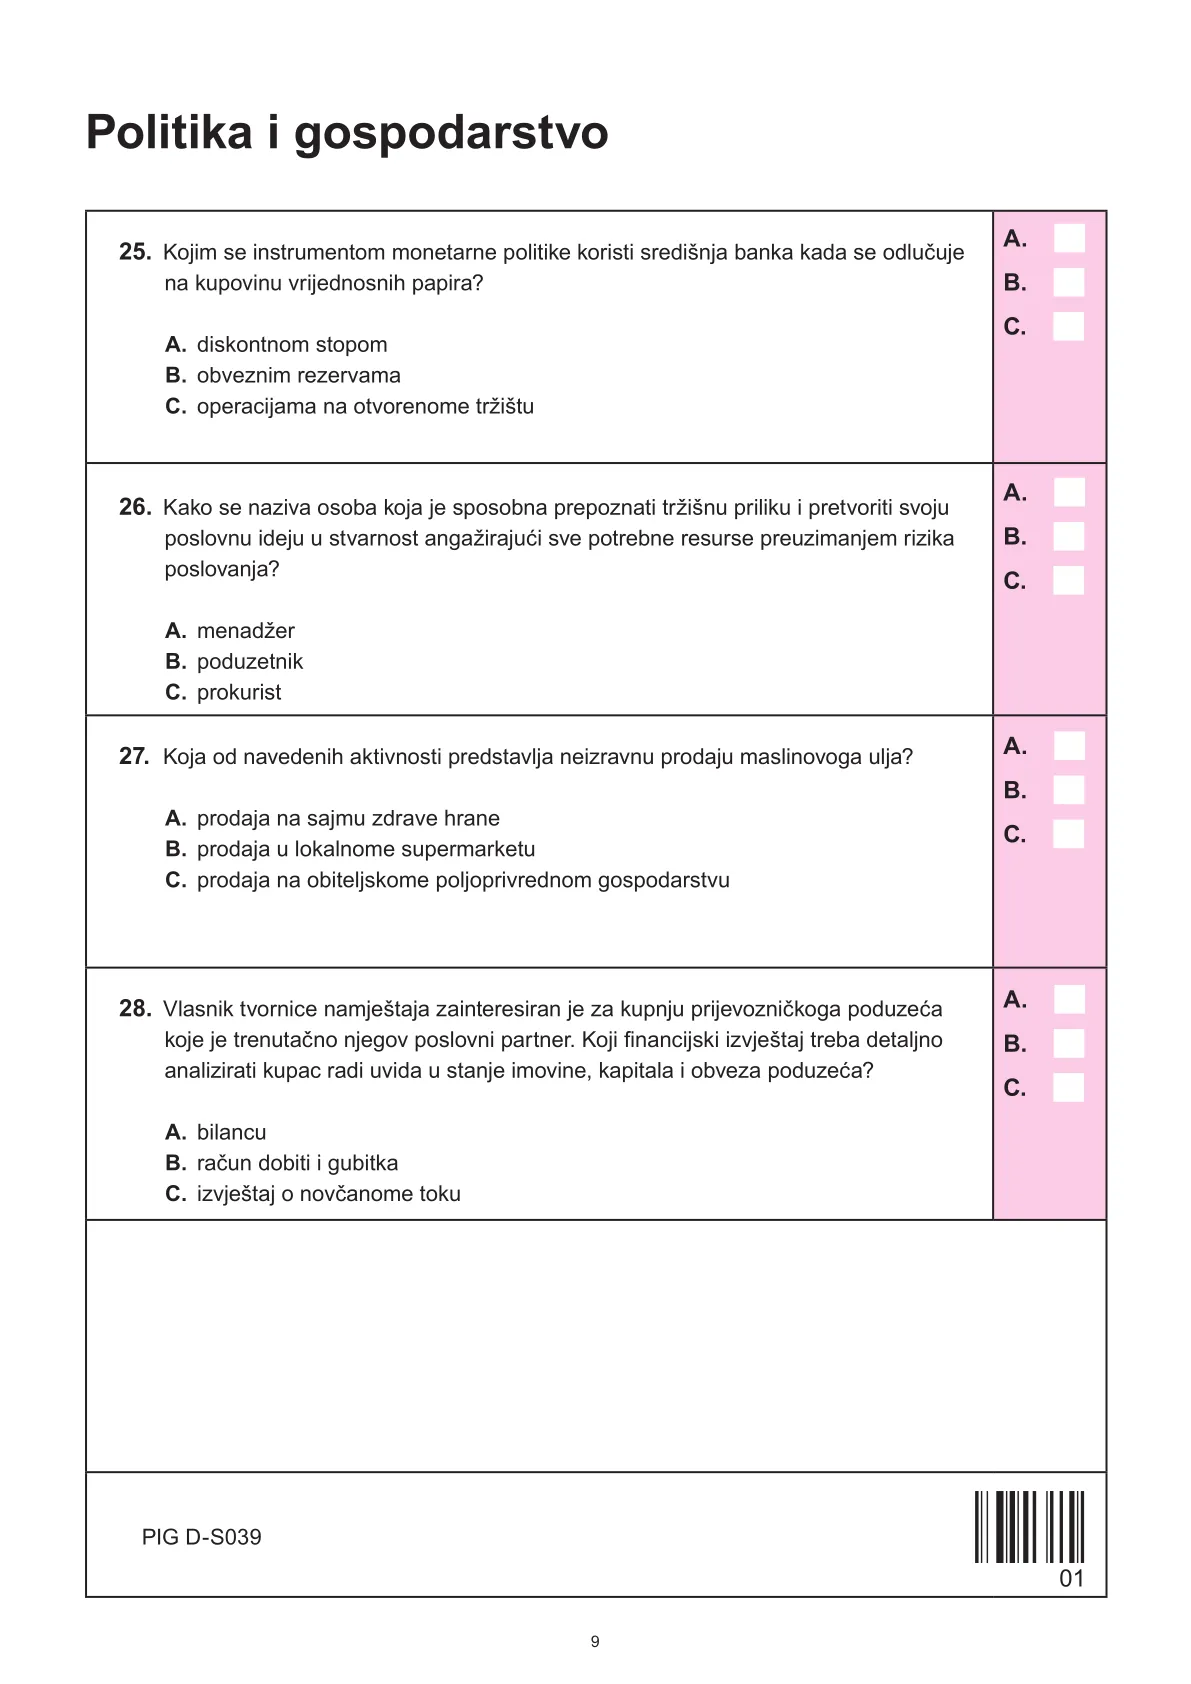 Politika i gospodarstvo
25. Kojim se instrumentom monetarne politike koristi središnja banka kada se odlučuje
na kupovinu vrijednosnih papira?
A. diskontnom stopom
B. obveznim rezervama
C. operacijama na otvorenome tržištu
A.
B.
C.
26. Kako se naziva osoba koja je sposobna prepoznati tržišnu priliku i pretvoriti svoju
poslovnu ideju u stvarnost angažirajući sve potrebne resurse preuzimanjem rizika
poslovanja?
A. menadžer
B. poduzetnik
C. prokurist
A.
B.
C.
27. Koja od navedenih aktivnosti predstavlja neizravnu prodaju maslinovoga ulja?
A. prodaja na sajmu zdrave hrane
B. prodaja u lokalnome supermarketu
C. prodaja na obiteljskome poljoprivrednom gospodarstvu
A.
B.
C.
28. Vlasnik tvornice namještaja zainteresiran je za kupnju prijevozničkoga poduzeća
koje je trenutačno njegov poslovni partner. Koji financijski izvještaj treba detaljno
analizirati kupac radi uvida u stanje imovine, kapitala i obveza poduzeća?
A. bilancu
B. račun dobiti i gubitka
C. izvještaj o novčanome toku
A.
B.
C.
PIG D-S039
01
9